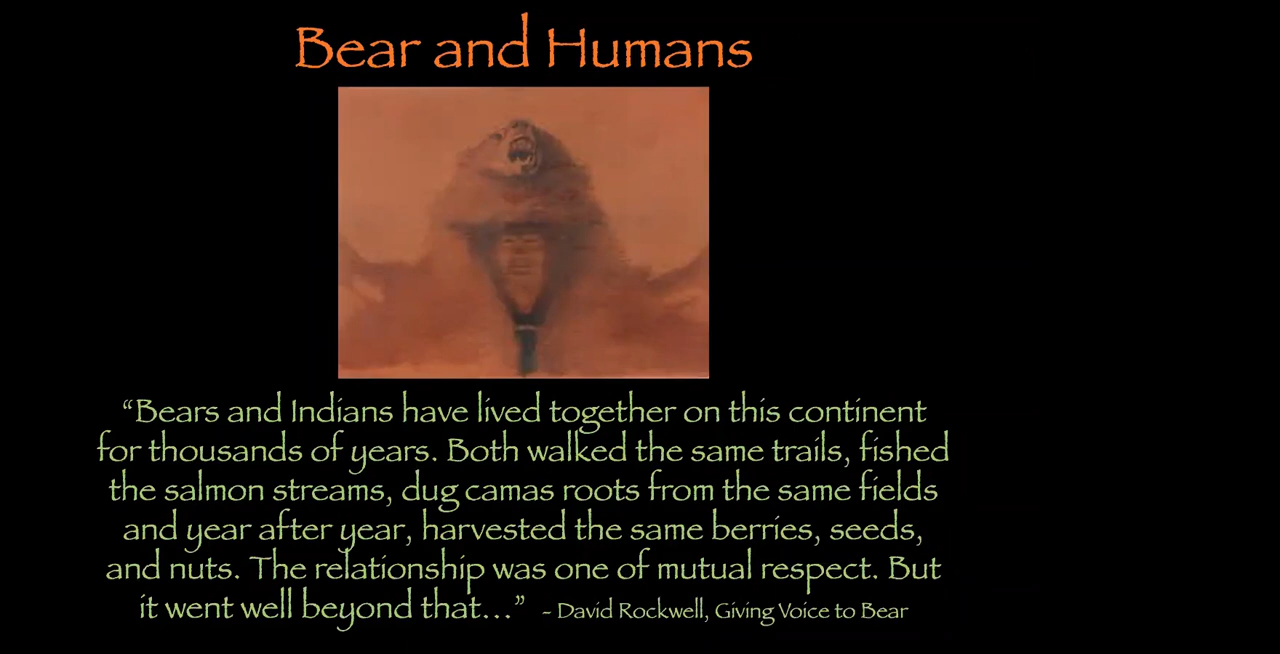 Bear and Humans
“Bears and Indians have lived together on this continent
for thousands of years. Both walked the same trails, fished
the salmon streams, dug camas roots from the same fields
and year after year, harvested the same berries, seeds,
and nuts. The relationship was one of mutual respect. But
it went well beyond that…” - David Rockwell, Giving Voice to Bear